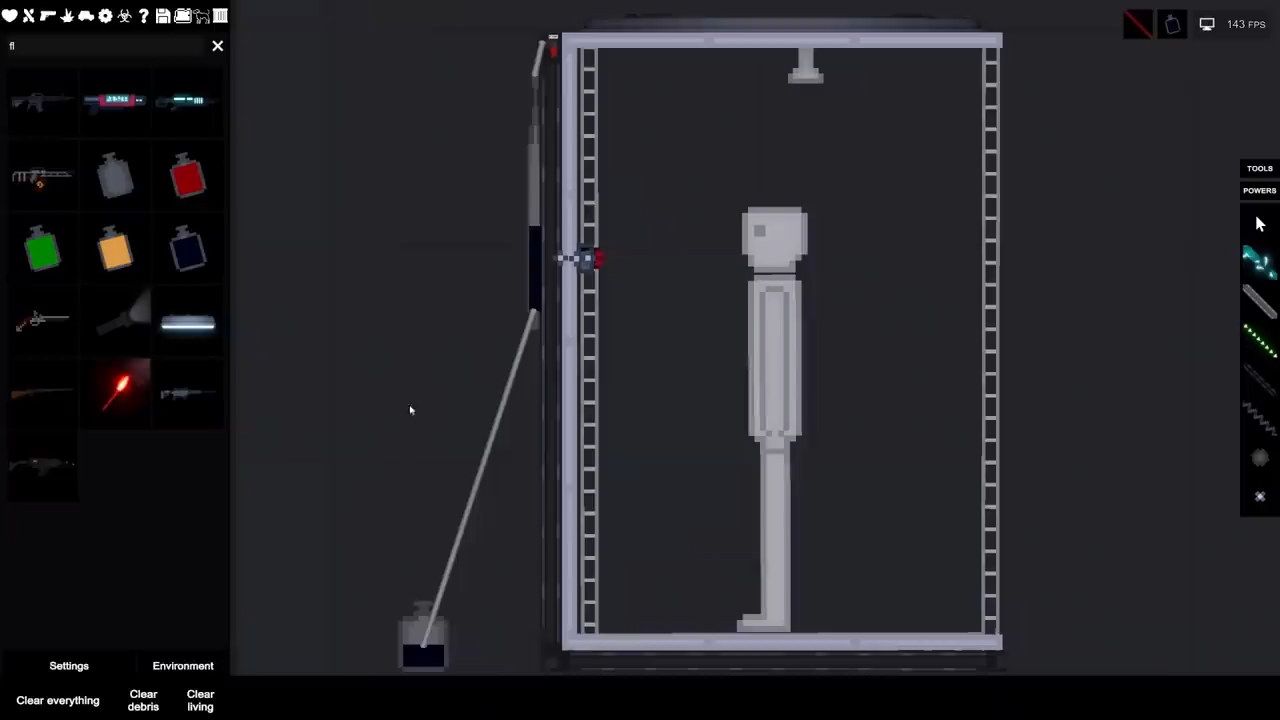 143 FPS
fl
TOOLS
POWERS
Settings
Environment
Clear everything
Clear
debris
Clear
living